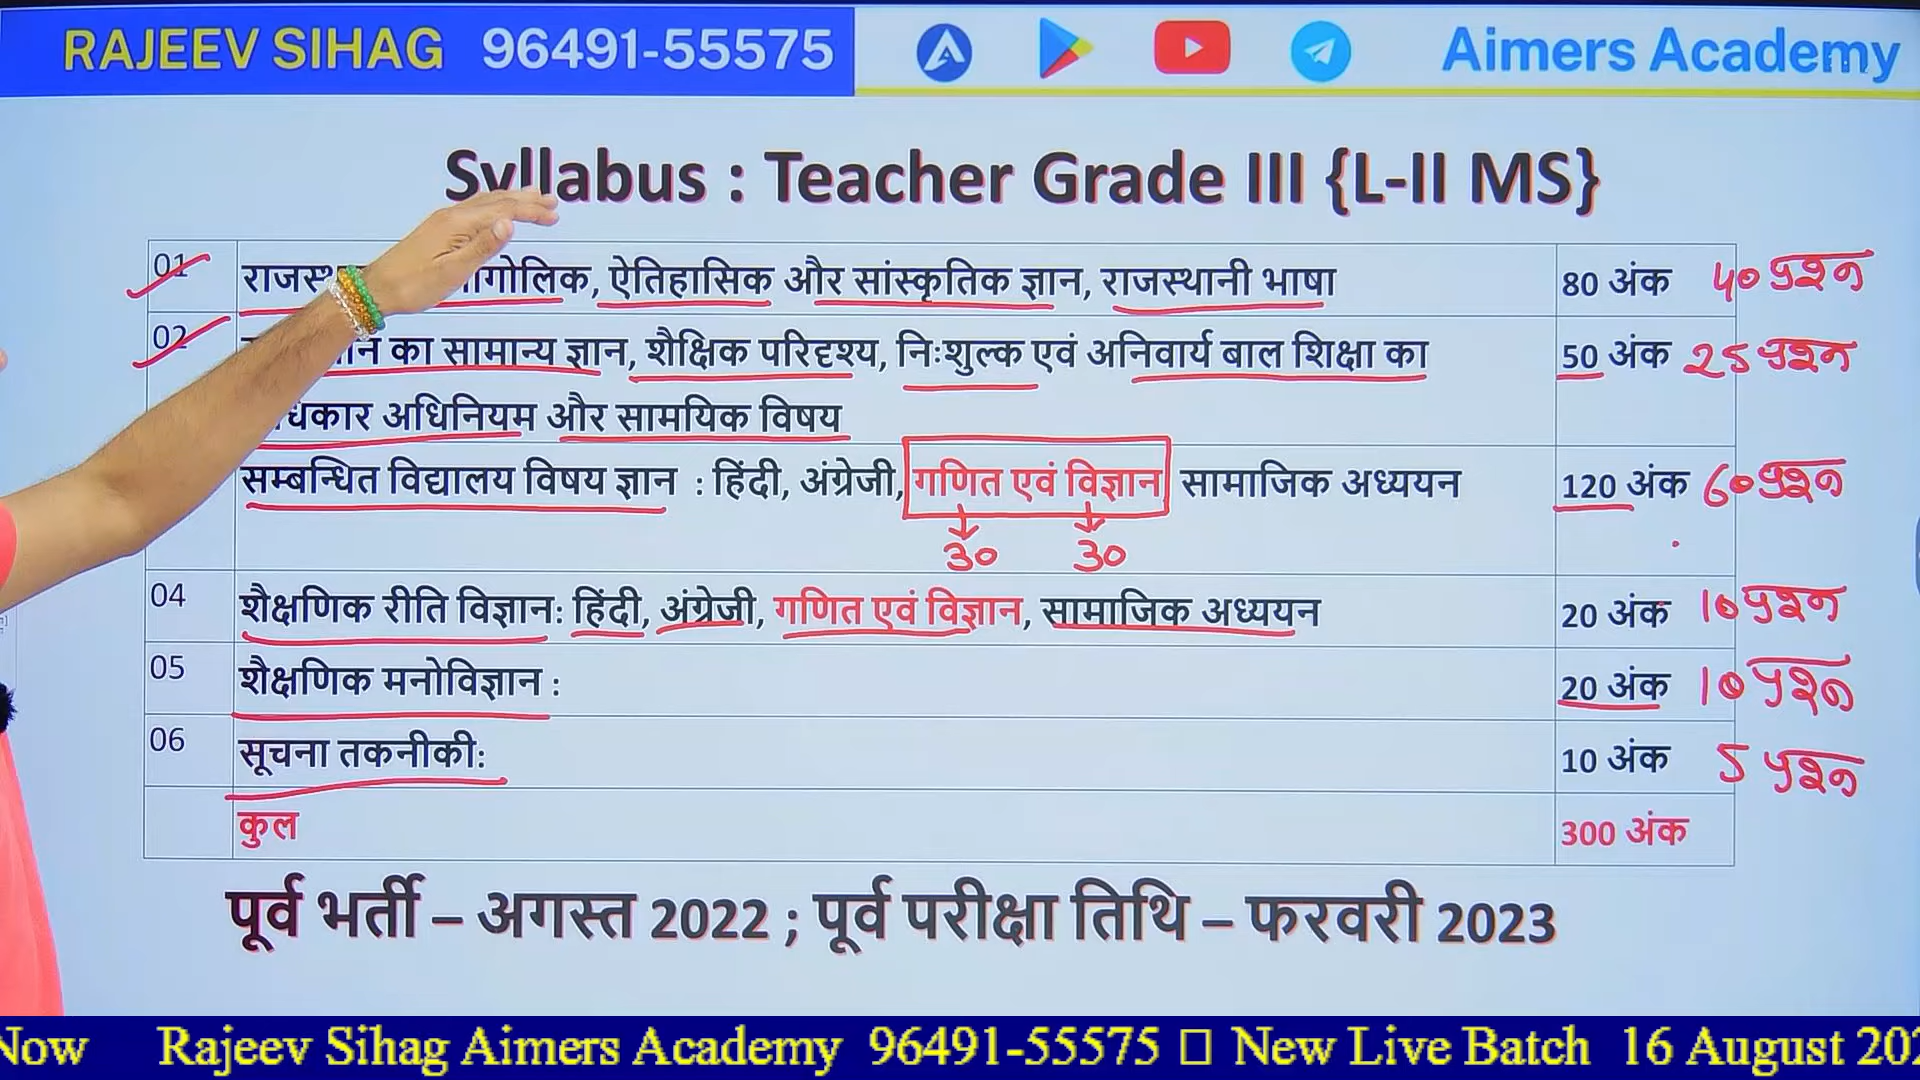 RAJEEV SIHAG 96491-55575 Aimers Academy
Syllabus : Teacher Grade III {L-II MS}
01 ऐतिहासिक और सांस्कृतिक ज्ञान, राजस्थानी भाषा 80 अंक 40 प्रश्न
02 का सामान्य ज्ञान, शैक्षिक परिदृश्य, निःशुल्क एवं अनिवार्य बाल शिक्षा का 50 अंक 25 प्रश्न
अधिनियम और सामयिक विषय
सम्बन्धित विद्यालय विषय ज्ञान : हिंदी, अंग्रेजी, गणित एवं विज्ञान सामाजिक अध्ययन 120 अंक 60 प्रश्न
30 30
04 शैक्षणिक रीति विज्ञान: हिंदी, अंग्रेजी, गणित एवं विज्ञान, सामाजिक अध्ययन 20 अंक 10 प्रश्न
05 शैक्षणिक मनोविज्ञान : 20 अंक 10 प्रश्न
06 सूचना तकनीकी: 10 अंक 5 प्रश्न
कुल 300 अंक
पूर्व भर्ती – अगस्त 2022 ; पूर्व परीक्षा तिथि – फरवरी 2023
Now Rajeev Sihag Aimers Academy 96491-55575 New Live Batch 16 August